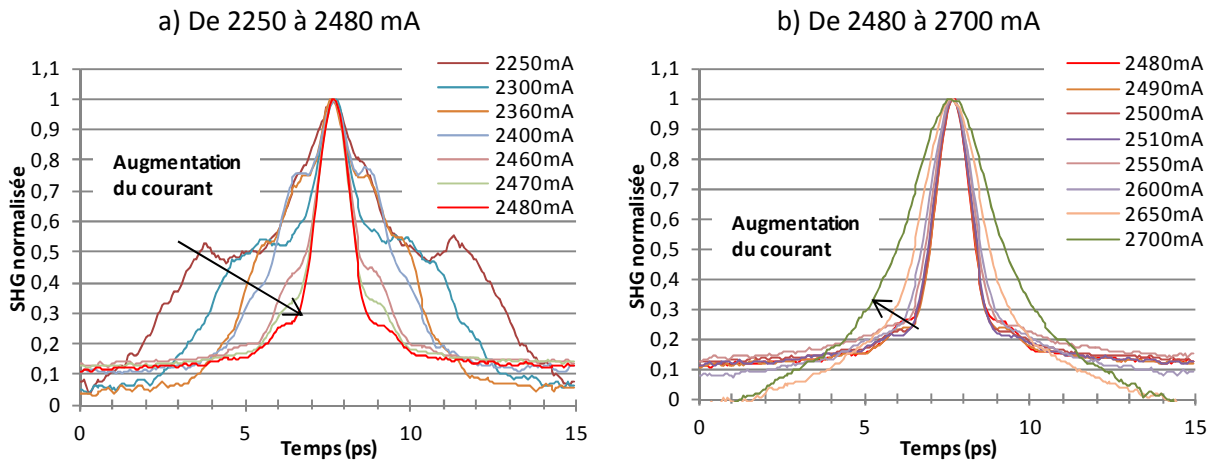 a) De 2250 à 2480 mA
SHG normalisée
1,1
1
0,9
0,8
0,7
0,6
0,5
0,4
0,3
0,2
0,1
0
0
5
10
15
Temps (ps)
Augmentation
du courant
2250mA
2300mA
2360mA
2400mA
2460mA
2470mA
2480mA
b) De 2480 à 2700 mA
SHG normalisée
1,1
1
0,9
0,8
0,7
0,6
0,5
0,4
0,3
0,2
0,1
0
0
5
10
15
Temps (ps)
Augmentation
du courant
2480mA
2490mA
2500mA
2510mA
2550mA
2600mA
2650mA
2700mA